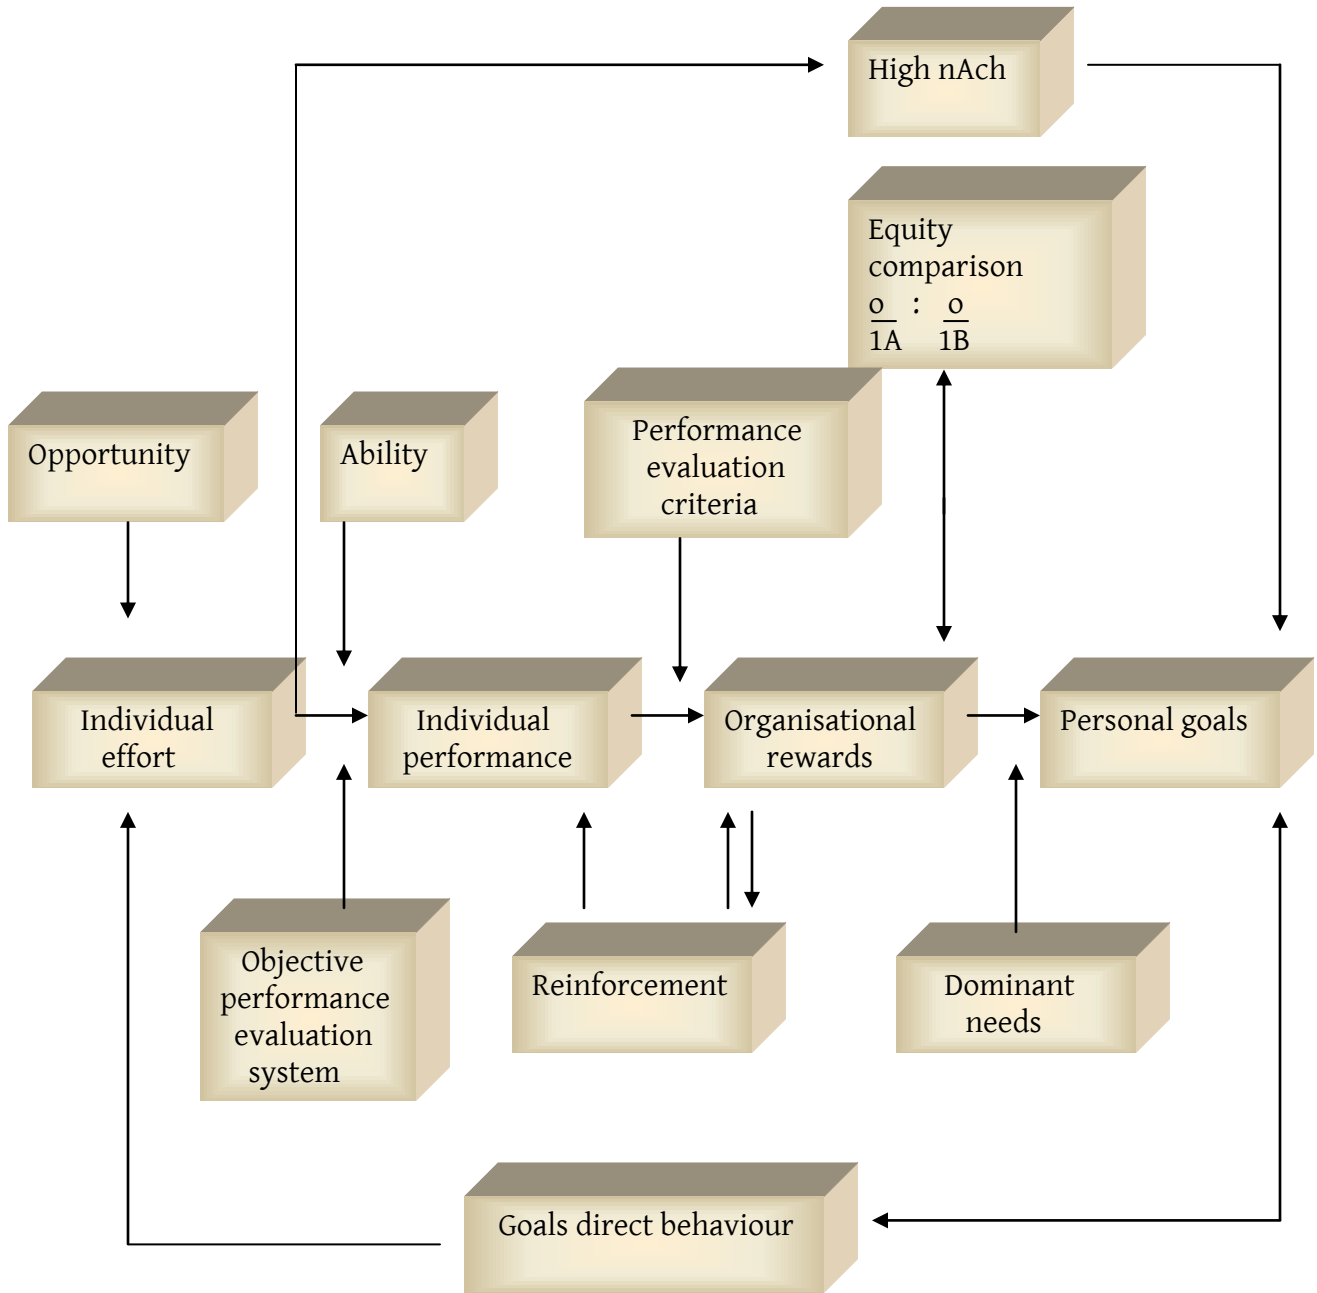 High nAch
Equity
comparison
o : o
1A 1B
Opportunity
Ability
Performance
evaluation
criteria
Individual
effort
Individual
performance
Organisational
rewards
Personal goals
Objective
performance
evaluation
system
Reinforcement
Dominant
needs
Goals direct behaviour